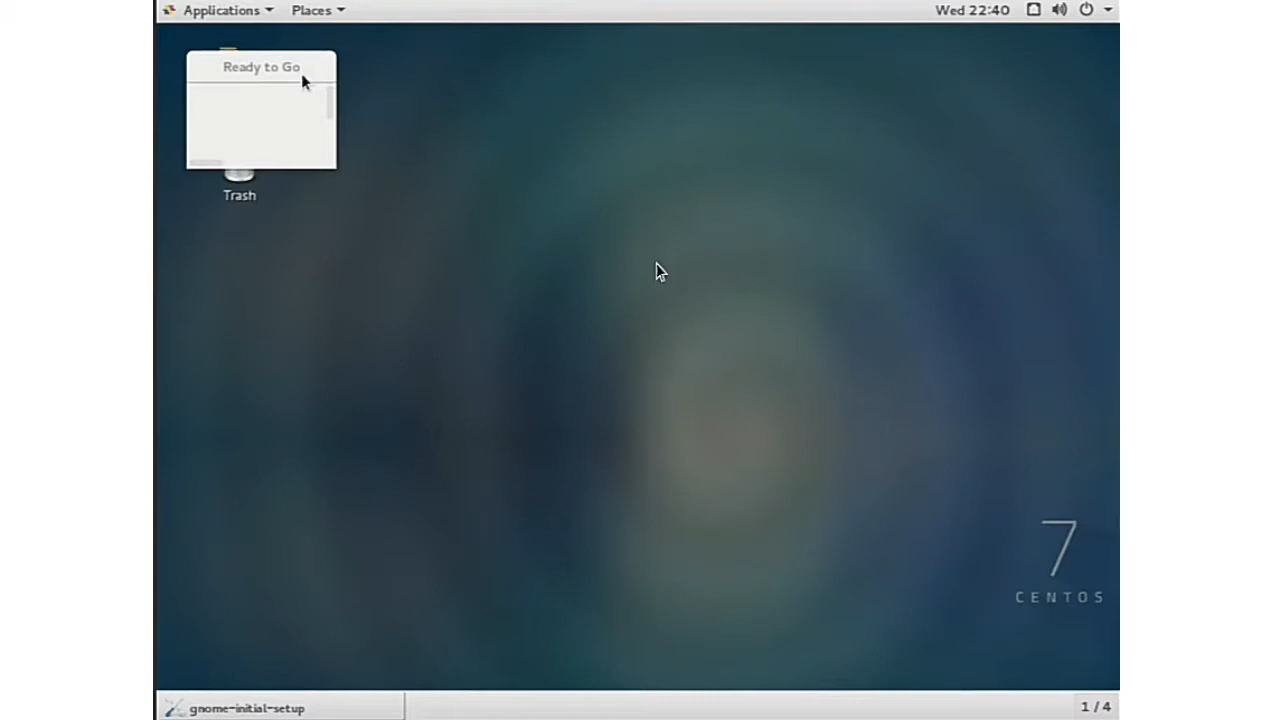 Applications Places Wed 22:40
Ready to Go
Trash
7
CENTOS
gnome-initial-setup 1 / 4